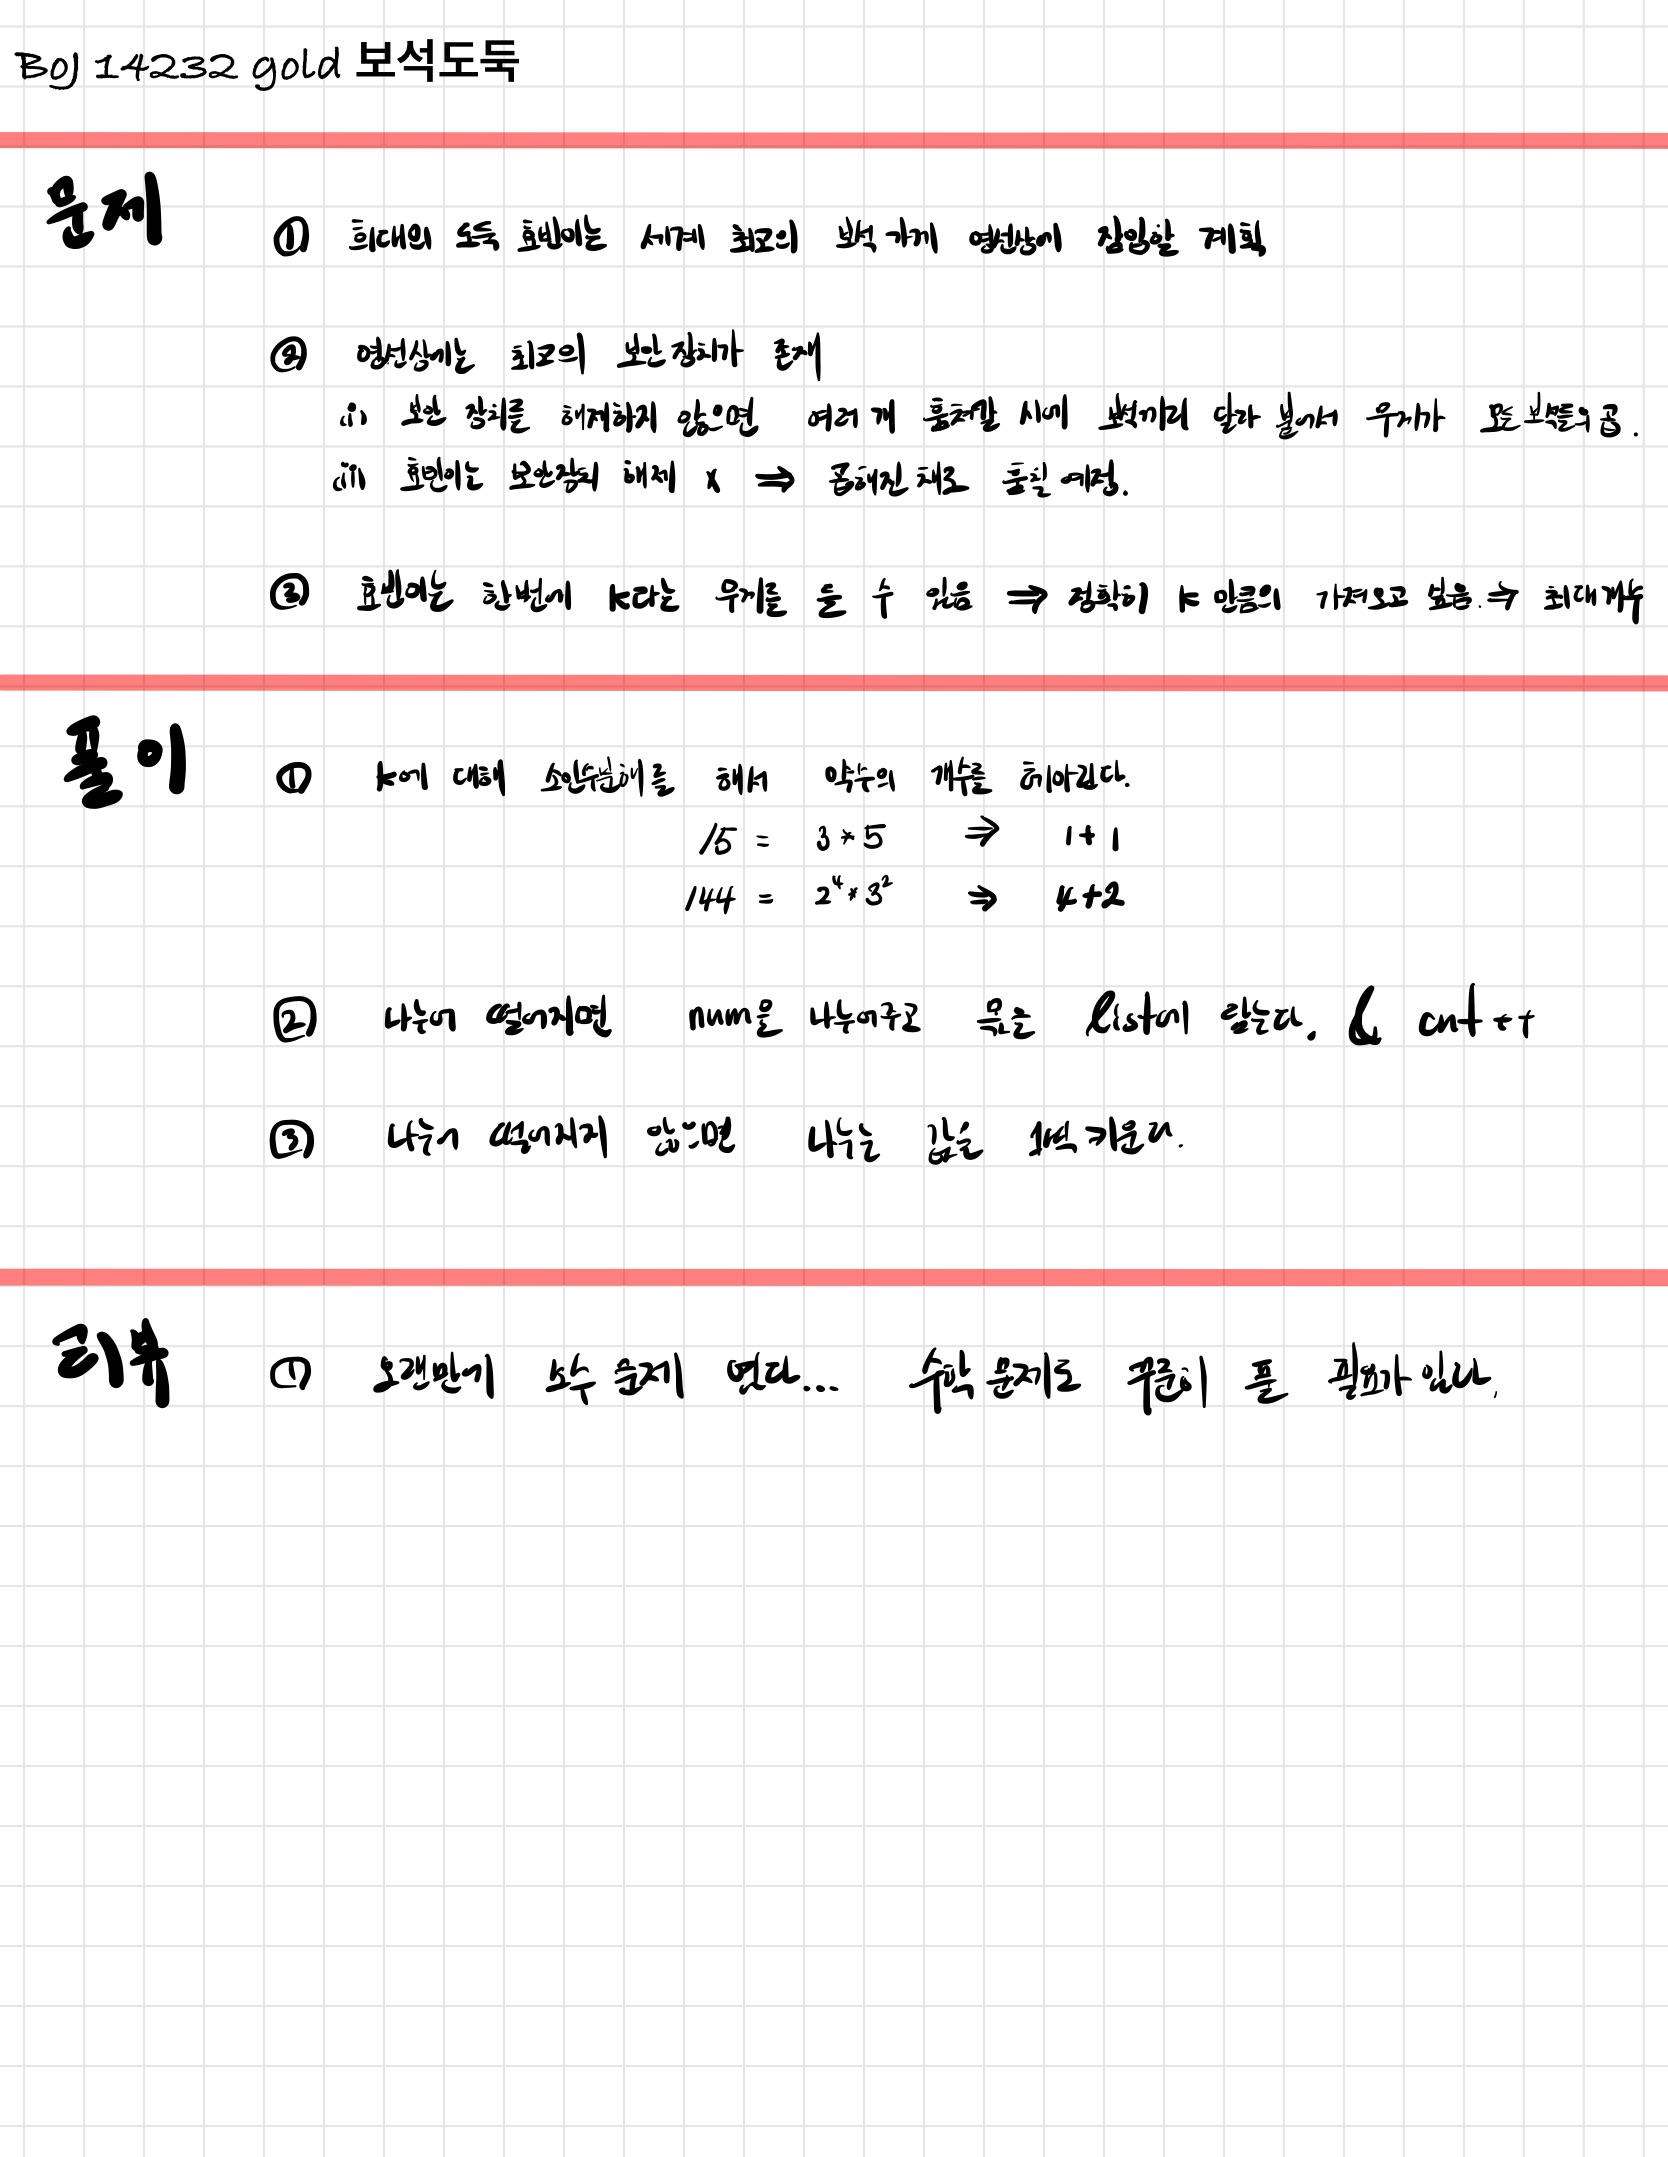 BOJ 14232 gold 보석도둑
문제
① 희대의 도둑 효빈이는 세계 최고의 보석 가게 영선상에 잠입할 계획
② 영선상에는 최고의 보안 장치가 존재
(i) 보안 장치를 해제하지 않으면 여러 개 훔쳐갈 시에 보석끼리 달라 붙어서 무게가 모든 보석들의 곱.
(ii) 효빈이는 보안장치 해제 x ⇒ 곱해진 채로 훔칠 예정.
③ 효빈이는 한번에 k라는 무게를 들 수 있음 ⇒ 정확히 k 만큼의 가져오고 싶음. ⇒ 최대 개수
풀이
① k에 대해 소인수분해를 해서 약수의 개수를 헤아린다.
15 = 3 * 5 ⇒ 1 + 1
144 = 2⁴ * 3² ⇒ 4+2
② 나누어 떨어지면 num을 나누어주고 몫을 list에 담는다. & cnt++
③ 나누어 떨어지지 않으면 나누는 값을 1씩 키운다.
리뷰
① 오랜만에 소수 문제 였다... 수학 문제도 꾸준히 풀 필요가 있다.